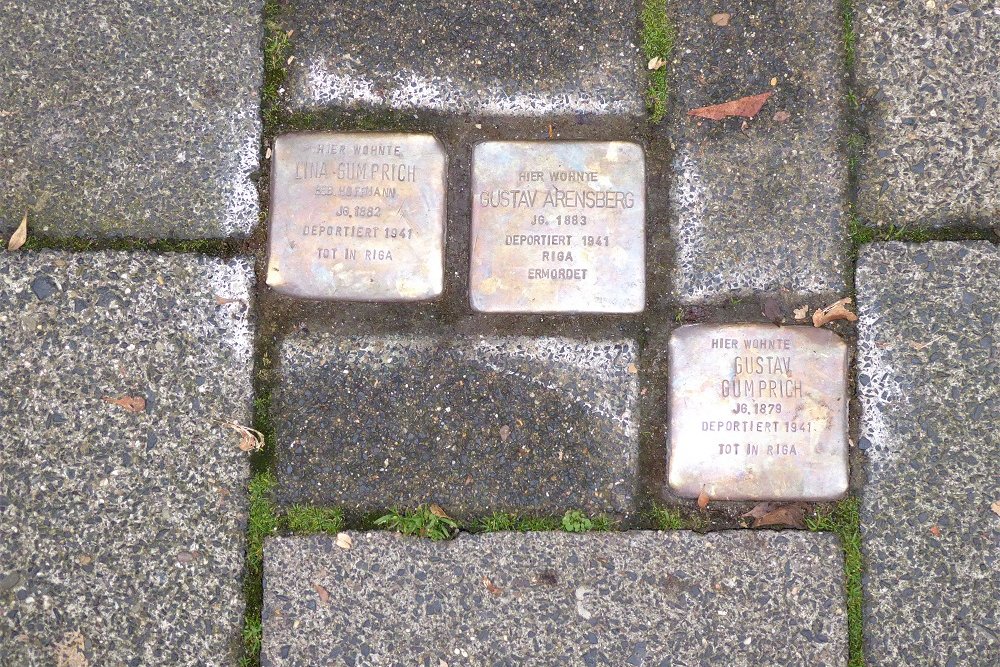 HIER WOHNTE
LINA GUMPRICH
GEB. HOFFMANN
JG. 1882
DEPORTIERT 1941
TOT IN RIGA
HIER WOHNTE
GUSTAV ARENSBERG
JG. 1883
DEPORTIERT 1941
RIGA
ERMORDET
HIER WOHNTE
GUSTAV
GUMPRICH
JG. 1879
DEPORTIERT 1941
TOT IN RIGA